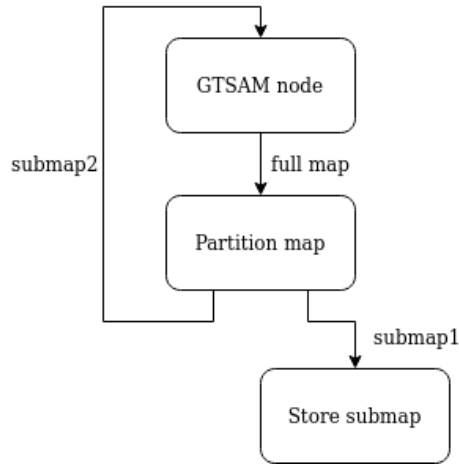 GTSAM node
submap2
full map
Partition map
submap1
Store submap